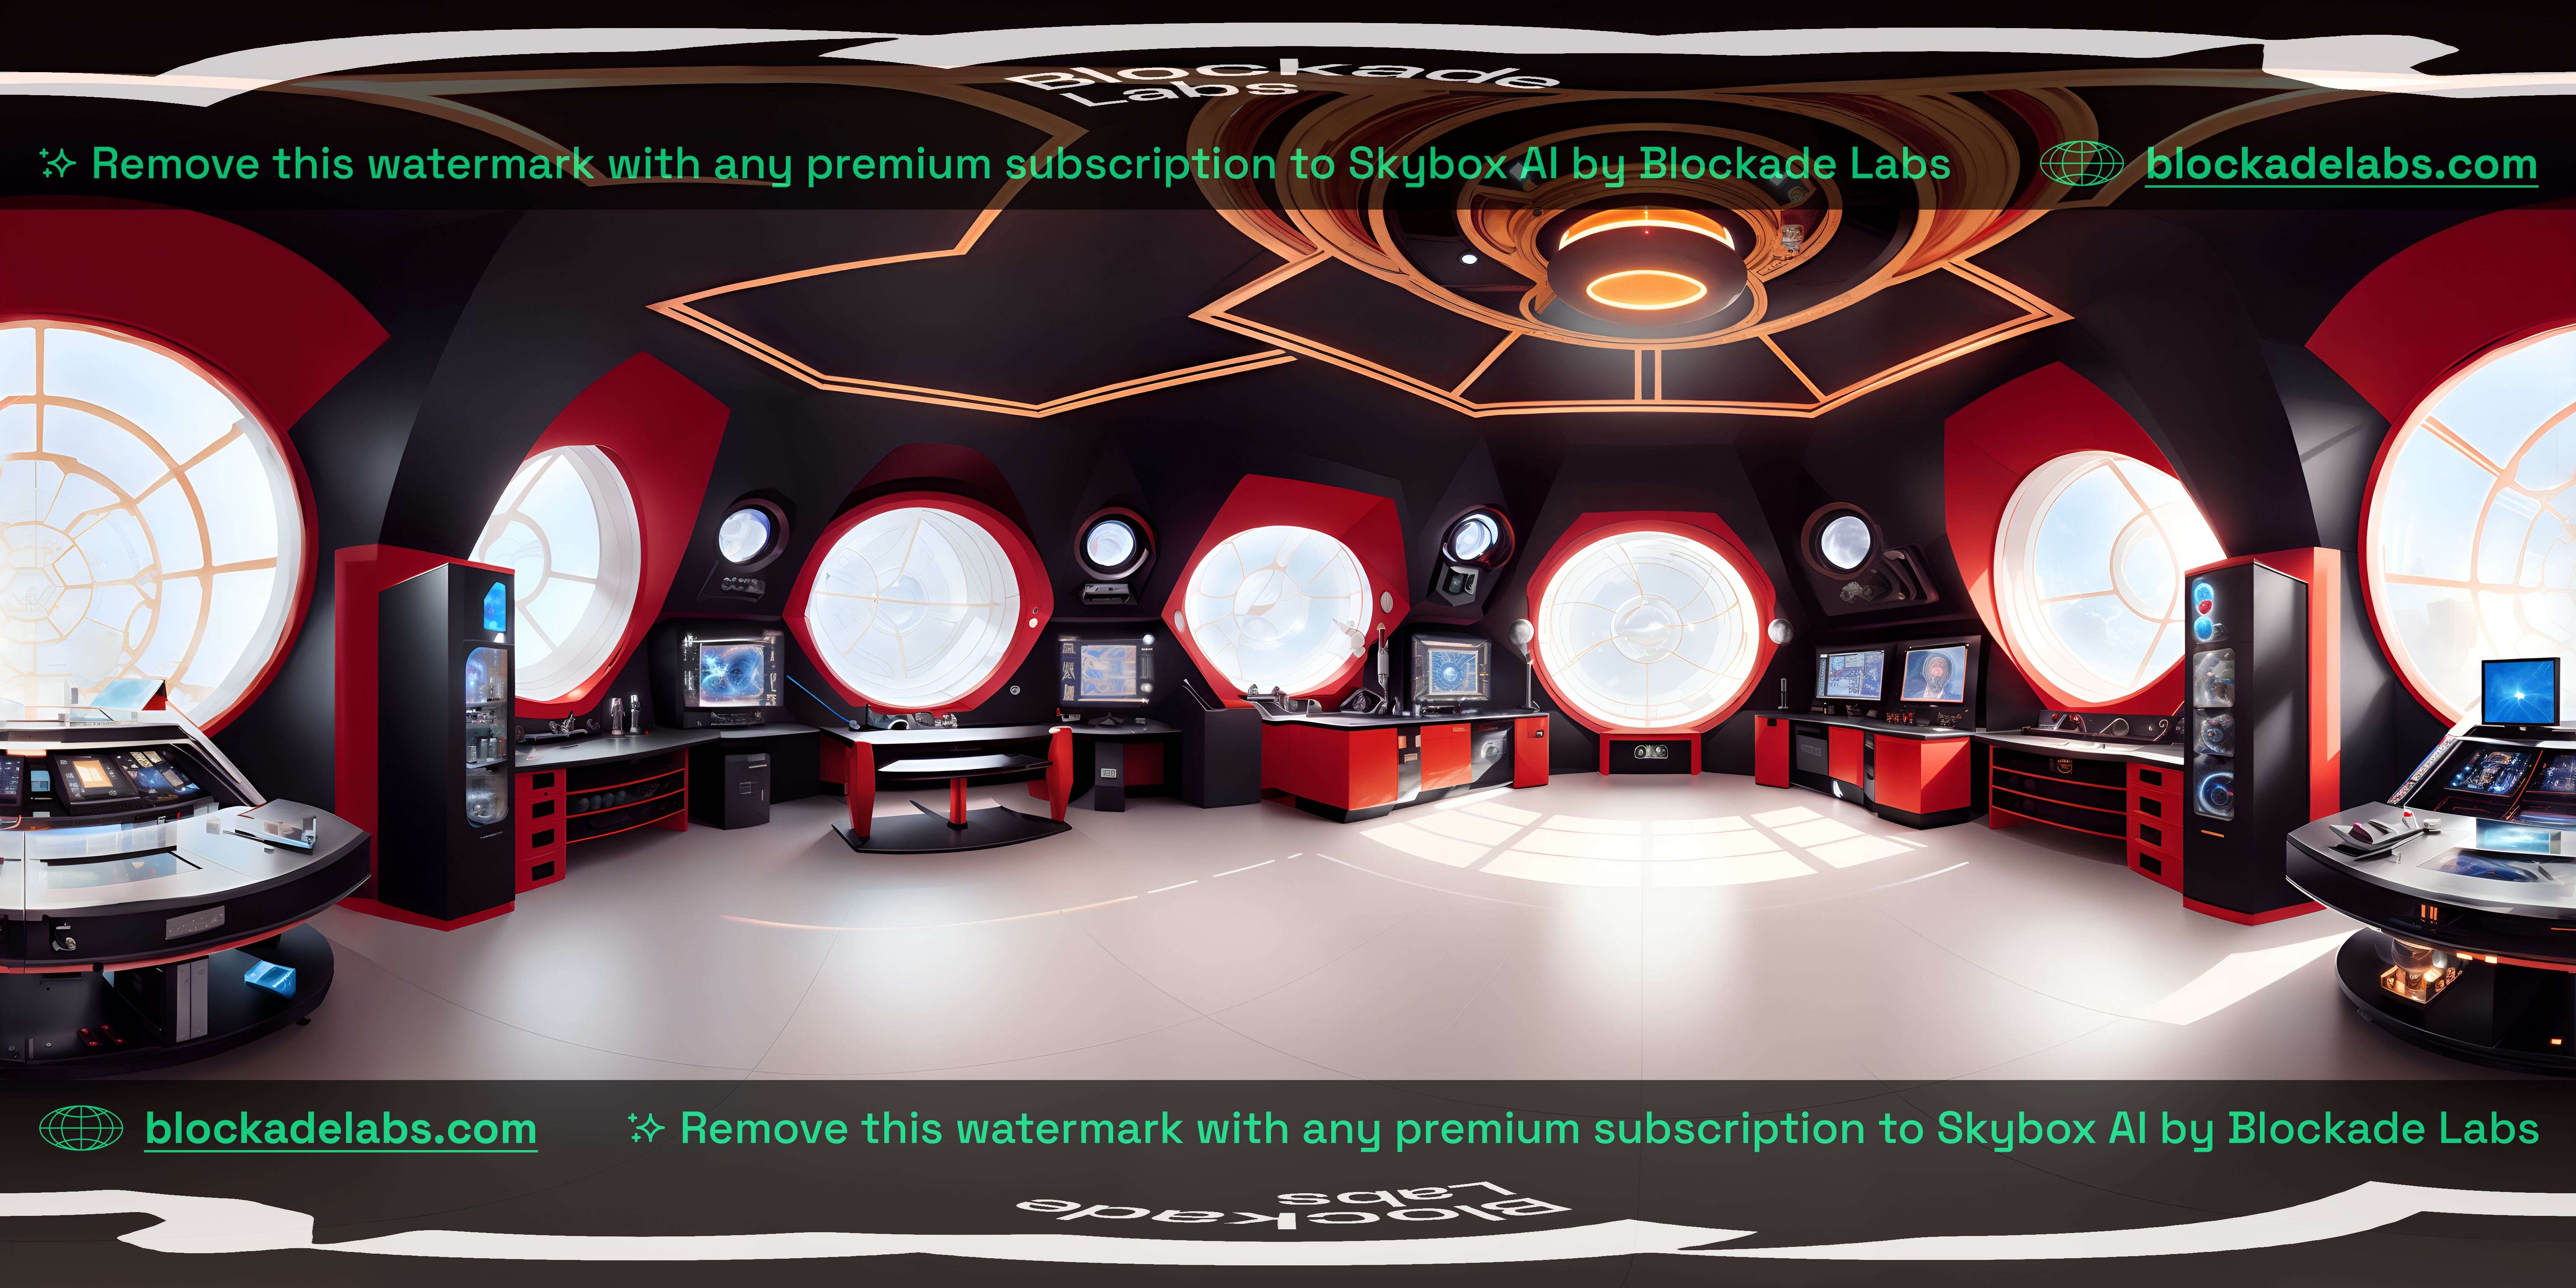 Blockade
Labs
Remove this watermark with any premium subscription to Skybox AI by Blockade Labs
blockadelabs.com
blockadelabs.com
Remove this watermark with any premium subscription to Skybox AI by Blockade Labs
Labs
Blockade